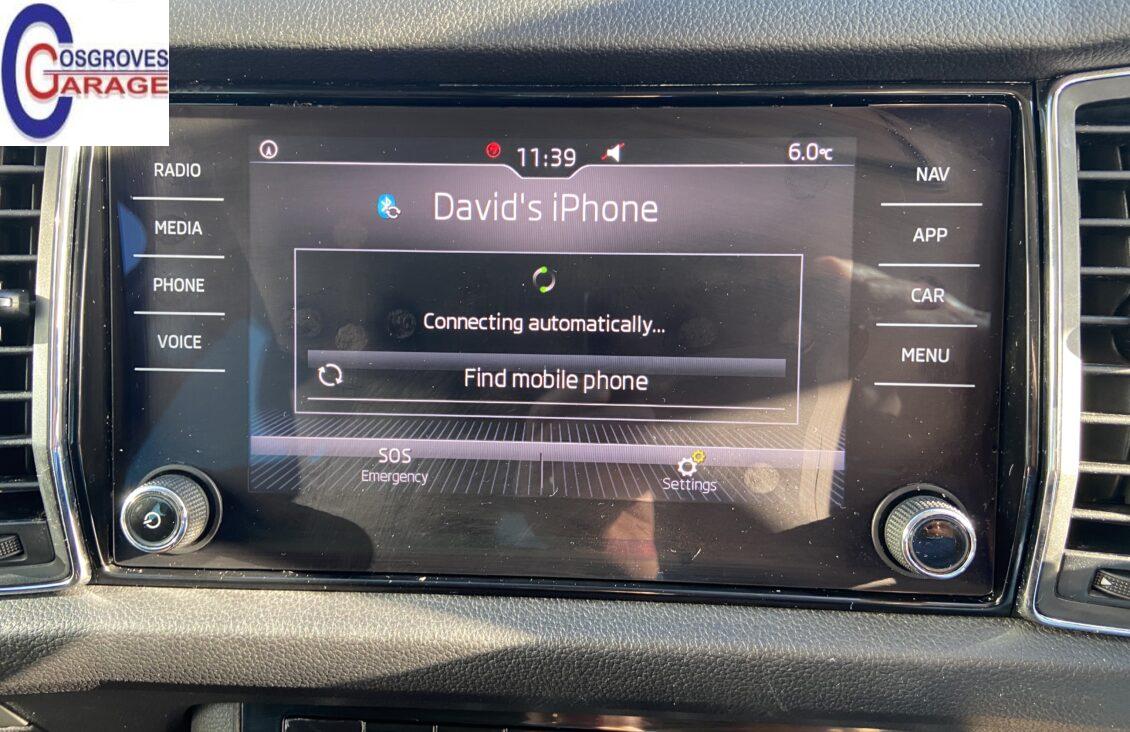 COSGROVES
GARAGE
RADIO
MEDIA
PHONE
VOICE
11:39
6.0°C
David's iPhone
Connecting automatically...
Find mobile phone
SOS
Emergency
Settings
NAV
APP
CAR
MENU